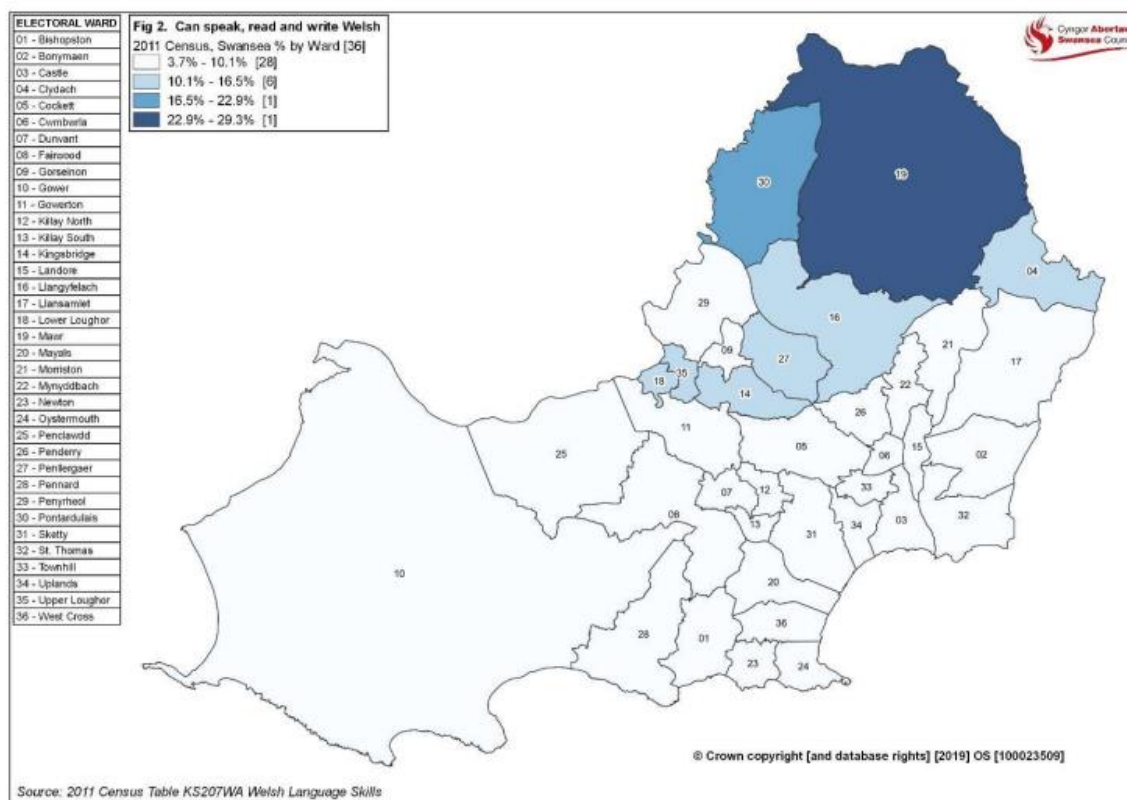 ELECTORAL WARD
01 - Bishopston
02 - Bonymaen
03 - Castle
04 - Clydach
05 - Cockett
06 - Cwmbwrla
07 - Dunvant
08 - Fairwood
09 - Gorseinon
10 - Gower
11 - Gowerton
12 - Killay North
13 - Killay South
14 - Kingsbridge
15 - Landore
16 - Llangyfelach
17 - Llansamlet
18 - Lower Loughor
19 - Mawr
20 - Mayals
21 - Morriston
22 - Mynyddbach
23 - Newton
24 - Oystermouth
25 - Penclawdd
26 - Penderry
27 - Penllergaer
28 - Pennard
29 - Penyrheol
30 - Pontardulais
31 - Sketty
32 - St. Thomas
33 - Townhill
34 - Uplands
35 - Upper Loughor
36 - West Cross
Fig 2. Can speak, read and write Welsh
2011 Census, Swansea % by Ward [36]
3.7% - 10.1% [28]
10.1% - 16.5% [6]
16.5% - 22.9% [1]
22.9% - 29.3% [1]
Cyngor Abertaw
Swansea Counc
30
19
04
29
16
09
27
21
17
18
35
14
22
26
11
05
06
15
02
25
07
12
33
08
13
31
34
03
32
10
20
28
01
36
23
24
© Crown copyright [and database rights] [2019] OS [100023509]
Source: 2011 Census Table KS207WA Welsh Language Skills